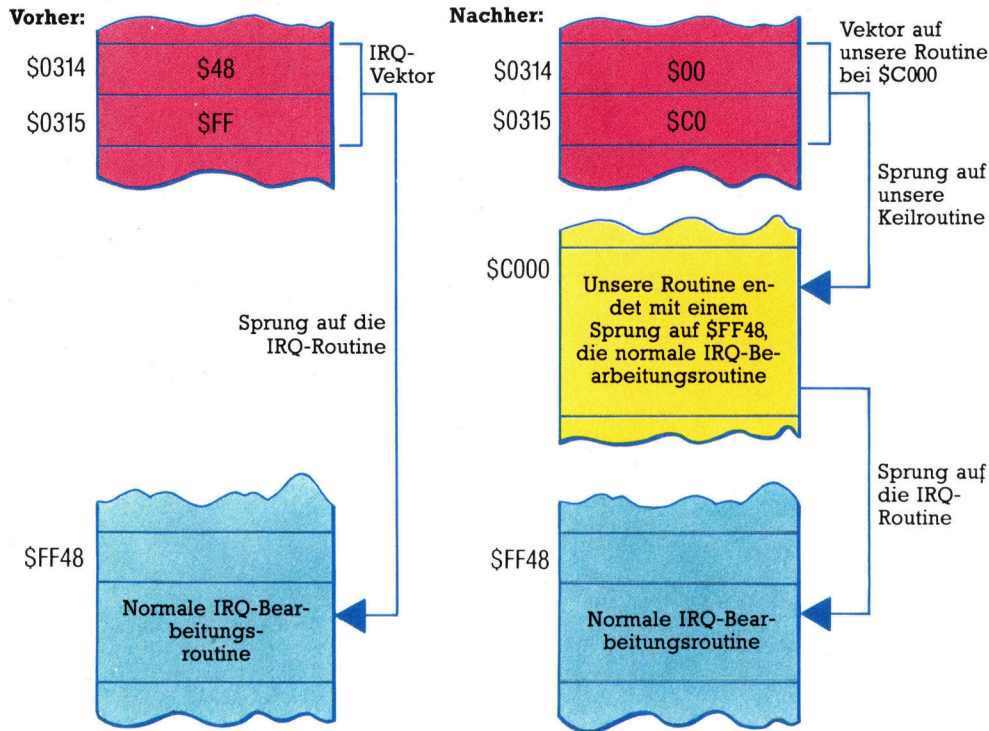 Vorher:
$0314
$48
$0315
$FF
IRQ-
Vektor
Sprung auf die
IRQ-Routine
$FF48
Normale IRQ-Bear-
beitungs-
routine
Nachher:
$0314
$00
$0315
$C0
Vektor auf
unsere Routine
bei $C000
Sprung auf
unsere
Keilroutine
$C000
Unsere Routine en-
det mit einem
Sprung auf $FF48,
die normale IRQ-Be-
arbeitungsroutine
Sprung auf
die IRQ-
Routine
$FF48
Normale IRQ-Bear-
beitungsroutine